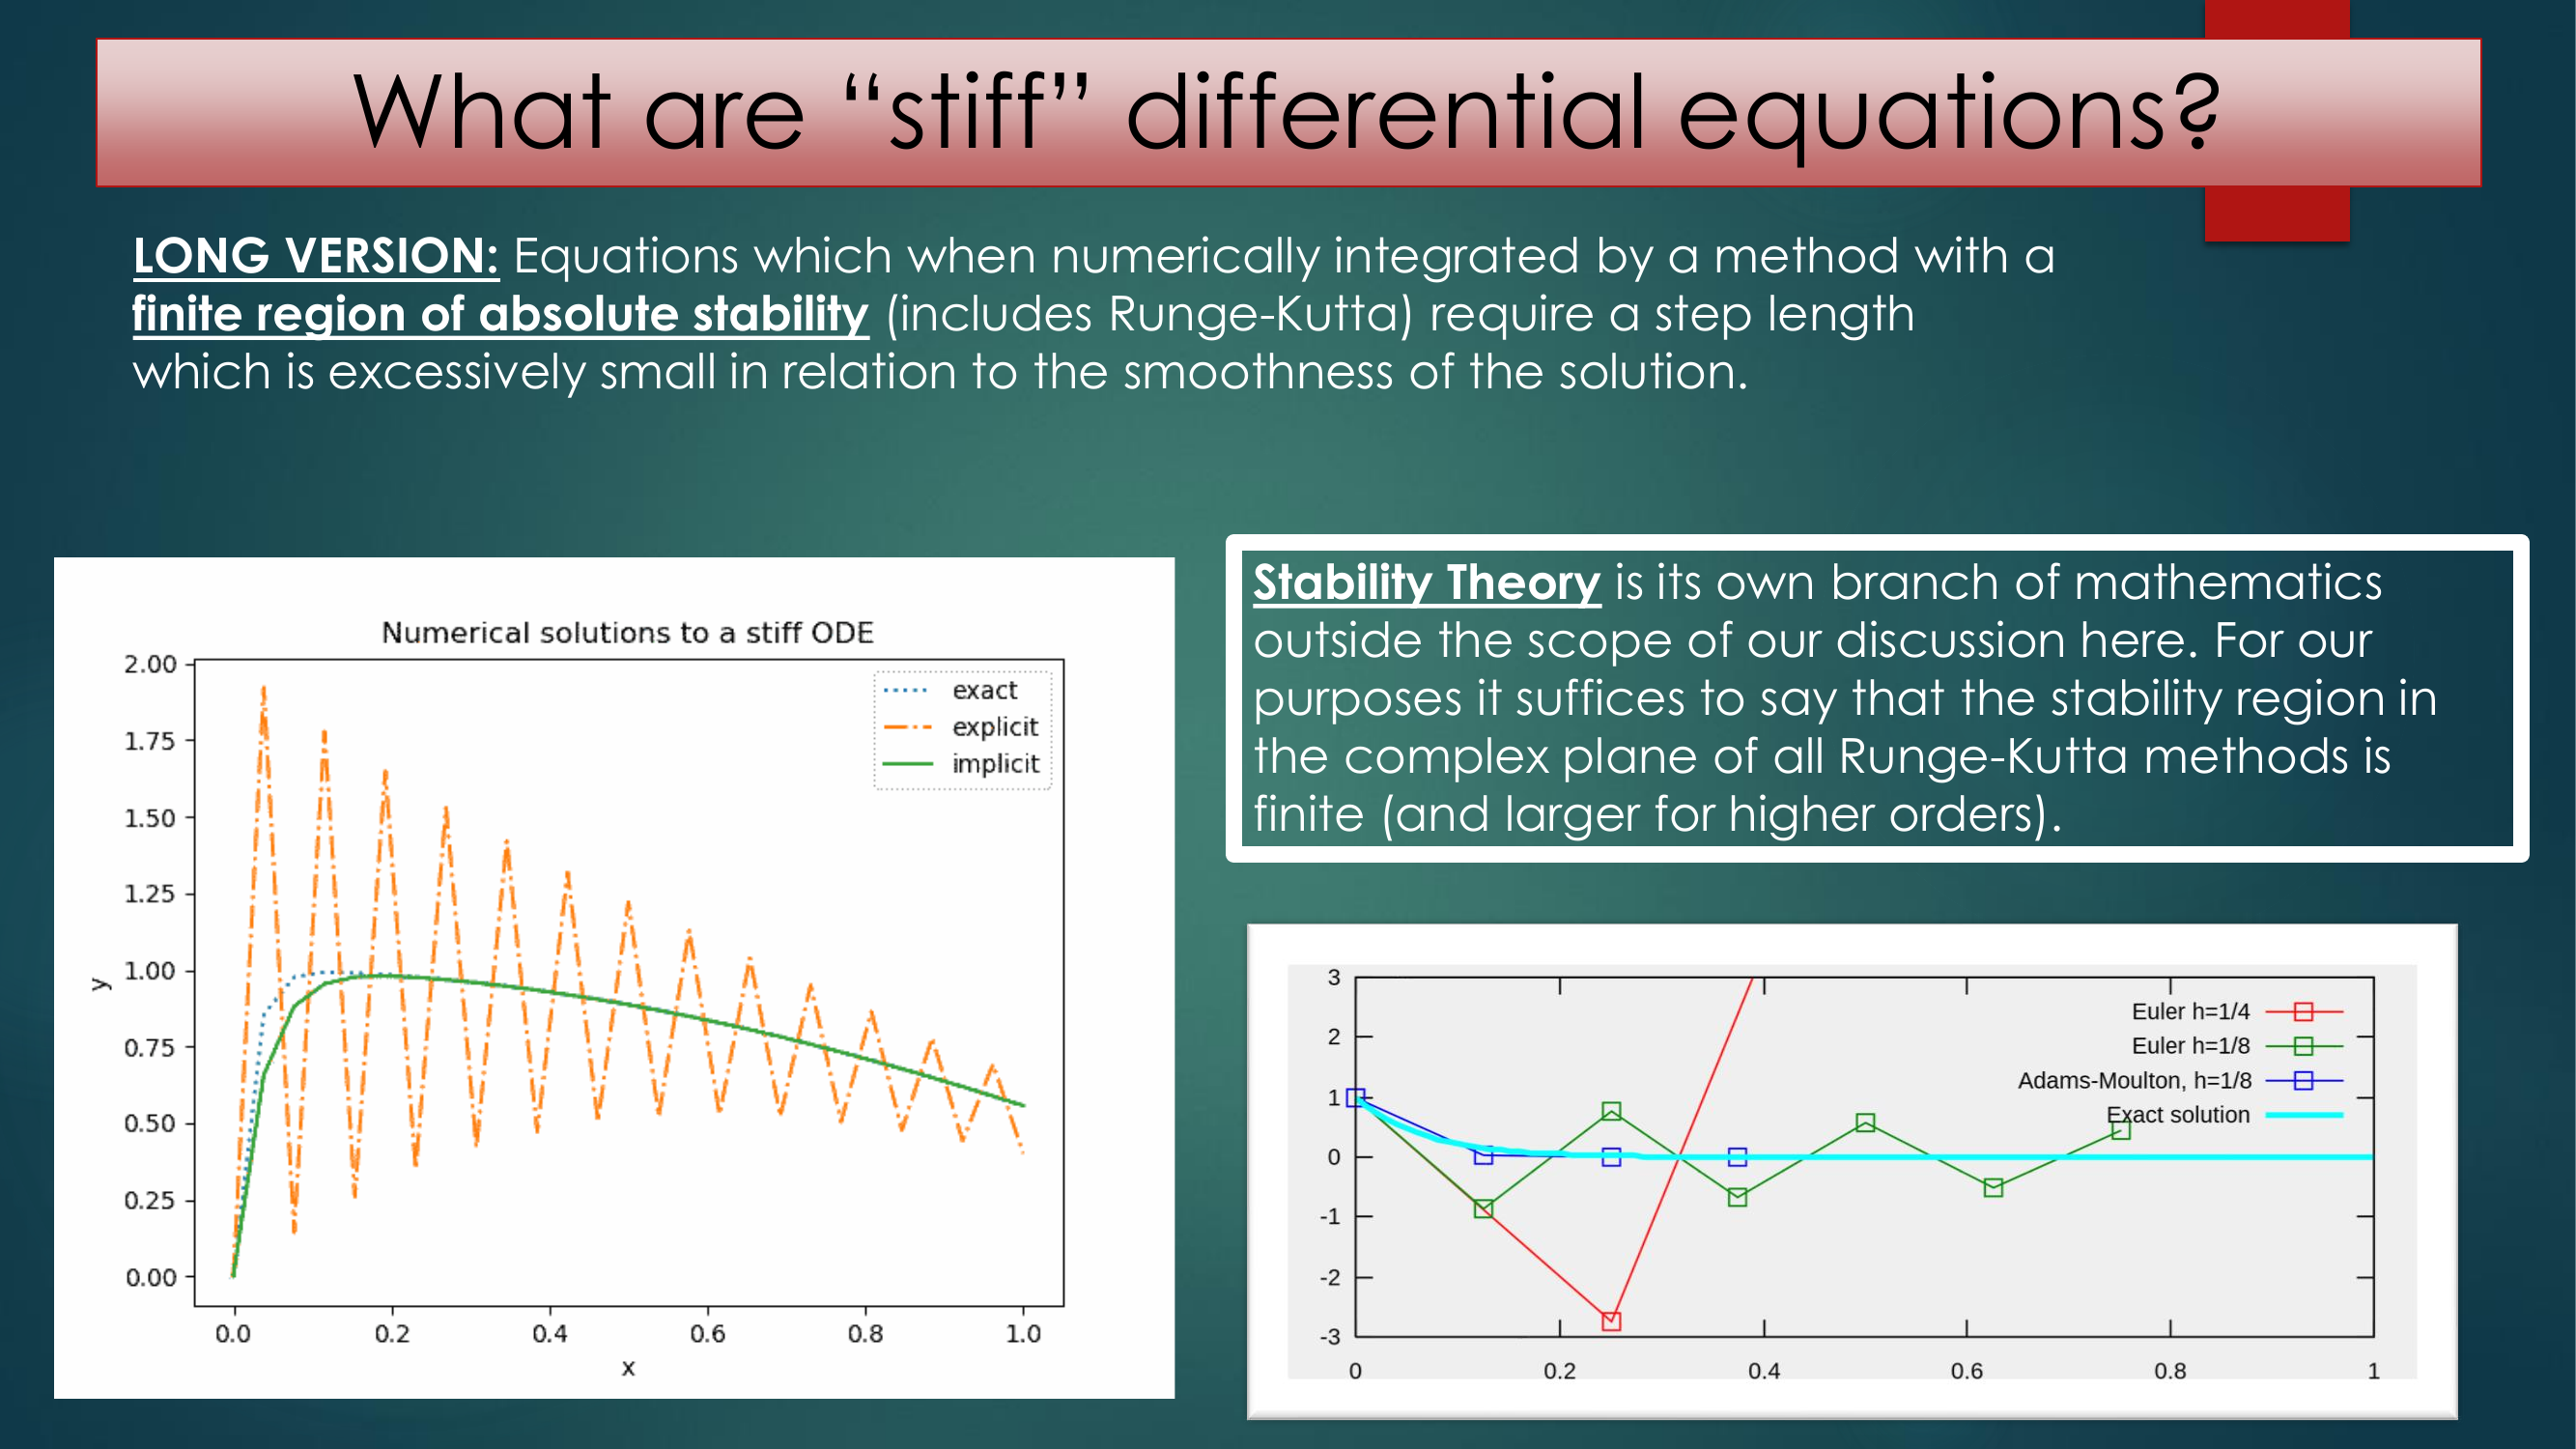 What are “stiff” differential equations?
LONG VERSION: Equations which when numerically integrated by a method with a
finite region of absolute stability (includes Runge-Kutta) require a step length
which is excessively small in relation to the smoothness of the solution.
Numerical solutions to a stiff ODE
2.00
1.75
1.50
1.25
1.00
0.75
0.50
0.25
0.00
y
exact
explicit
implicit
0.0 0.2 0.4 0.6 0.8 1.0
x
Stability Theory is its own branch of mathematics
outside the scope of our discussion here. For our
purposes it suffices to say that the stability region in
the complex plane of all Runge-Kutta methods is
finite (and larger for higher orders).
3
2
1
0
-1
-2
-3
Euler h=1/4
Euler h=1/8
Adams-Moulton, h=1/8
Exact solution
0 0.2 0.4 0.6 0.8 1